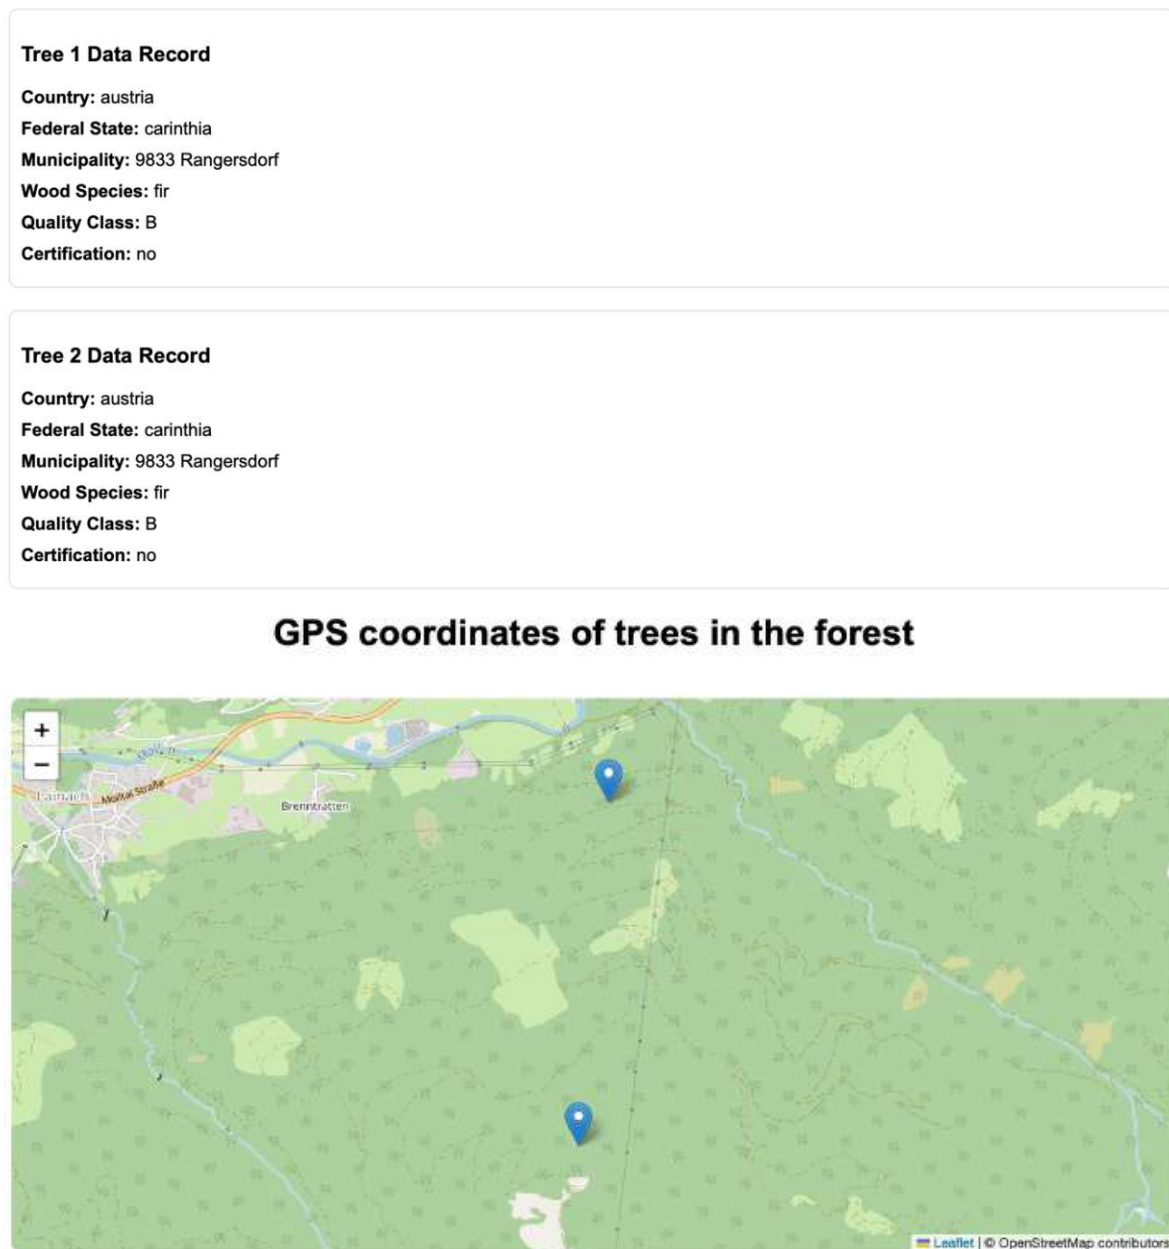 Tree 1 Data Record
Country: austria
Federal State: carinthia
Municipality: 9833 Rangersdorf
Wood Species: fir
Quality Class: B
Certification: no
Tree 2 Data Record
Country: austria
Federal State: carinthia
Municipality: 9833 Rangersdorf
Wood Species: fir
Quality Class: B
Certification: no
GPS coordinates of trees in the forest
+
−
Mölltal Straße
Brenntratten
Leaflet | © OpenStreetMap contributors